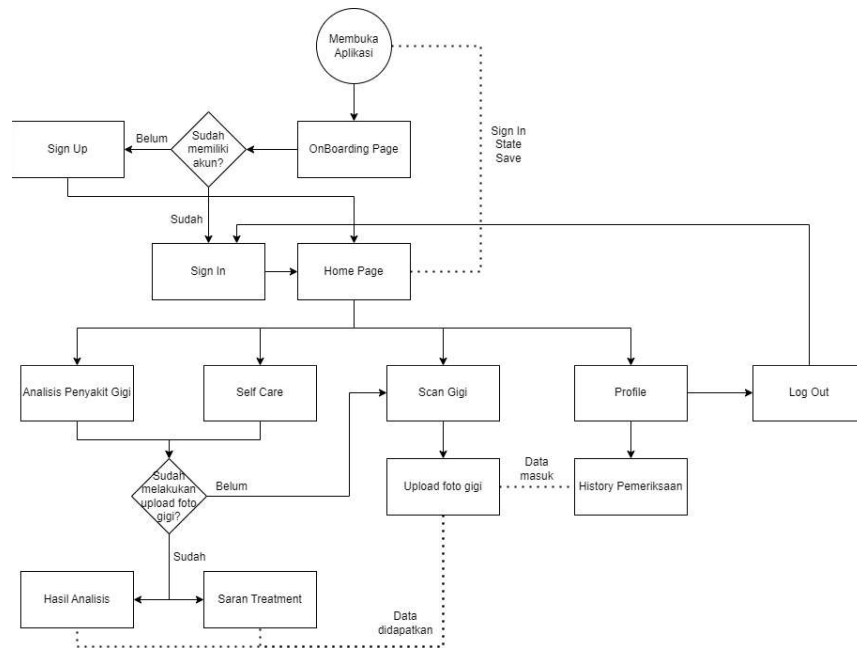 Membuka
Aplikasi
Sign In
State
Save
Sign Up
Belum
Sudah
memiliki
akun?
OnBoarding Page
Sudah
Sign In
Home Page
Analisis Penyakit Gigi
Self Care
Scan Gigi
Profile
Log Out
Sudah
melakukan
upload foto
gigi?
Belum
Upload foto gigi
Data
masuk
History Pemeriksaan
Sudah
Hasil Analisis
Saran Treatment
Data
didapatkan